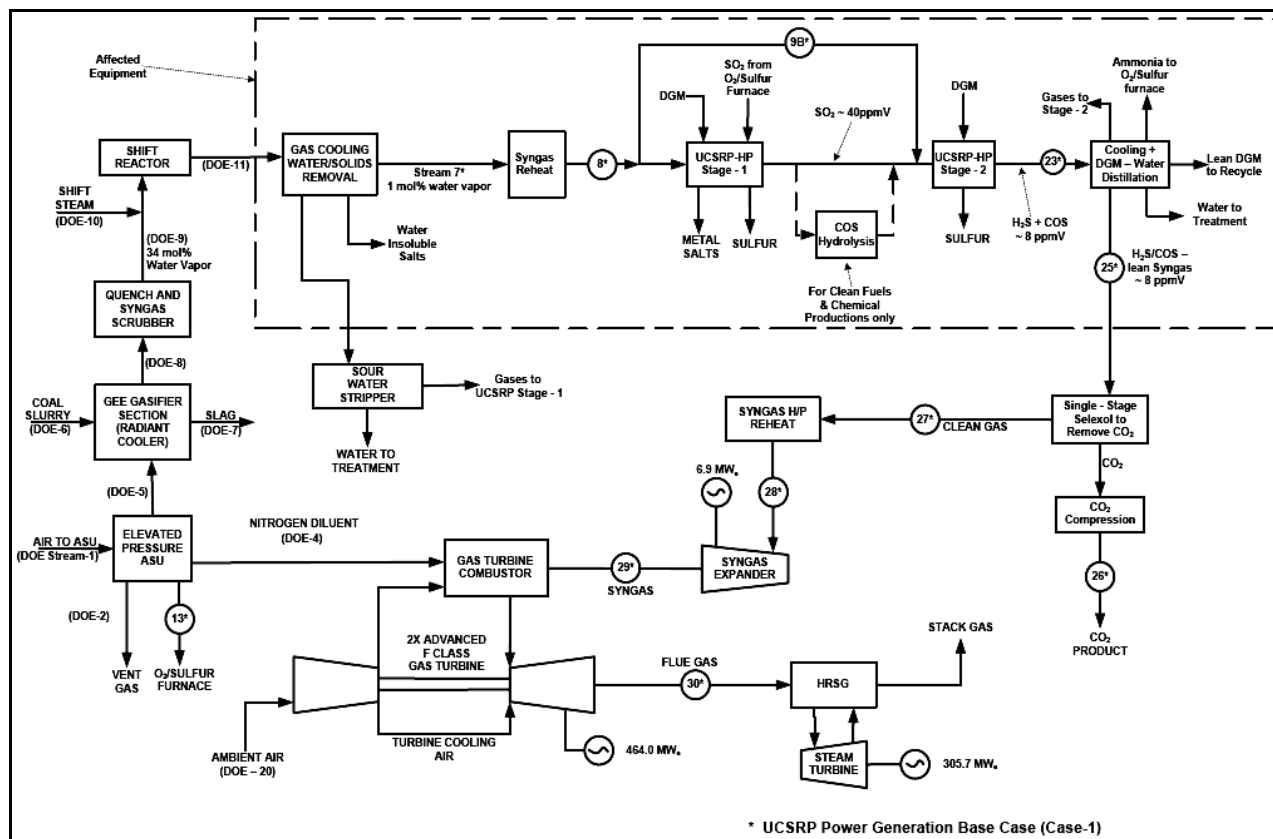 Affected
Equipment
9B*
SO₂ from
O₂/Sulfur
Furnace
DGM
SO₂ ~ 40ppmV
DGM
Ammonia to
O₂/Sulfur
furnace
Gases to
Stage -2
SHIFT
REACTOR
(DOE-11)
GAS COOLING
WATER/SOLIDS
REMOVAL
Stream 7*
1 mol% water vapor
Syngas
Reheat
8*
UCSRP-HP
Stage -1
UCSRP-HP
Stage -2
23*
Cooling +
DGM – Water
Distillation
Lean DGM
to Recycle
SHIFT
STEAM
(DOE-10)
(DOE-9)
34 mol%
Water Vapor
Water
Insoluble
Salts
METAL
SALTS
SULFUR
COS
Hydrolysis
SULFUR
H₂S + COS
~ 8 ppmV
Water to
Treatment
25*
H₂S/COS –
lean Syngas
~ 8 ppmV
For Clean Fuels
& Chemical
Productions only
QUENCH AND
SYNGAS
SCRUBBER
(DOE-8)
COAL
SLURRY
(DOE-6)
GEE GASIFIER
SECTION
(RADIANT
COOLER)
SLAG
(DOE-7)
SOUR
WATER
STRIPPER
Gases to
UCSRP Stage - 1
WATER TO
TREATMENT
SYNGAS H/P
REHEAT
27*
CLEAN GAS
Single - Stage
Selexol to
Remove CO₂
(DOE-5)
6.9 MWₑ
28*
CO₂
CO₂
Compression
AIR TO ASU
(DOE Stream-1)
ELEVATED
PRESSURE
ASU
NITROGEN DILUENT
(DOE-4)
GAS TURBINE
COMBUSTOR
29*
SYNGAS
SYNGAS
EXPANDER
26*
CO₂
PRODUCT
(DOE-2)
13*
VENT
GAS
O₂/SULFUR
FURNACE
2X ADVANCED
F CLASS
GAS TURBINE
FLUE GAS
30*
HRSG
STACK GAS
AMBIENT AIR
(DOE – 20)
TURBINE COOLING
AIR
464.0 MWₑ
STEAM
TURBINE
305.7 MWₑ
* UCSRP Power Generation Base Case (Case-1)